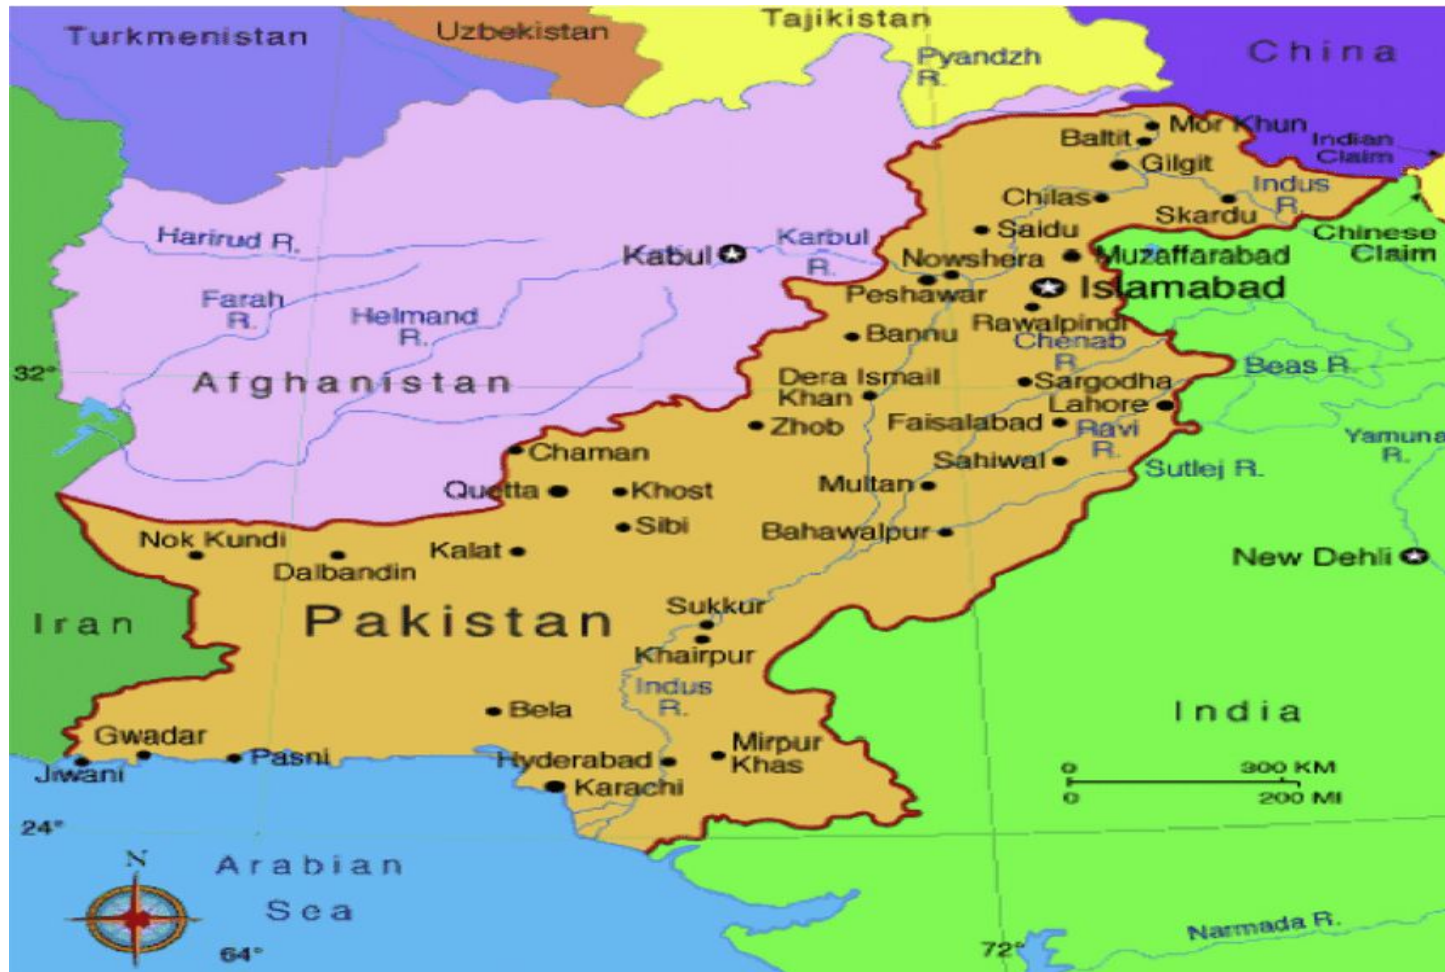 Turkmenistan
Uzbekistan
Tajikistan
China
Pyandzh
R.
Mor Khun
Baltit
Gilgit
Indian
Claim
Indus
R.
Chilas
Skardu
Saidu
Chinese
Claim
Harirud R.
Kabul
Karbul
R.
Nowshera
Muzaffarabad
Peshawar
Islamabad
Farah
R.
Helmand
R.
Bannu
Rawalpindi
Chenab
R.
32°
Afghanistan
Dera Ismail
Khan
Sargodha
Beas R.
Lahore
Zhob
Faisalabad
Ravi
R.
Yamuna
R.
Chaman
Sahiwal
Sutlej R.
Quetta
Khost
Multan
Sibi
Bahawalpur
Nok Kundi
Kalat
Dalbandin
New Dehli
Iran
Pakistan
Sukkur
Khairpur
Indus
R.
Bela
India
Gwadar
Jiwani
Pasni
Hyderabad
Mirpur
Khas
Karachi
0 300 KM
0 200 MI
24°
N
Arabian
Sea
64°
72°
Narmada R.